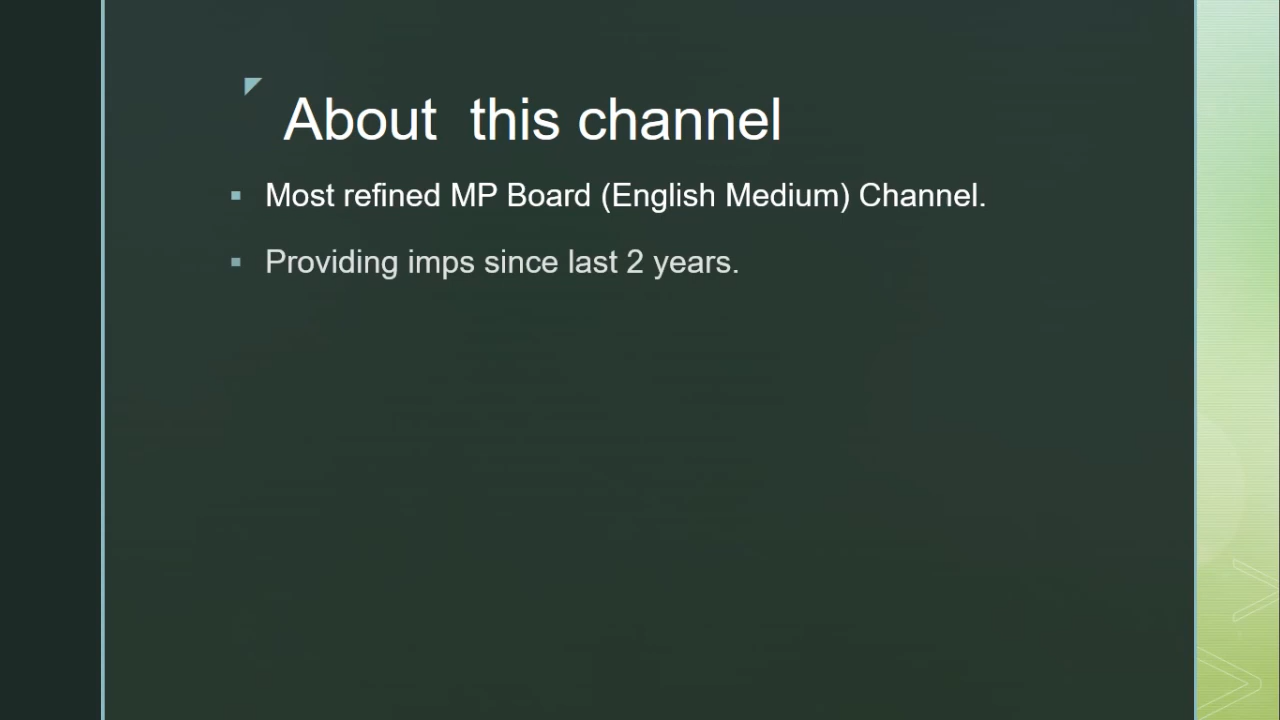 About  this channel
Most refined MP Board (English Medium) Channel.
Providing imps since last 2 years.